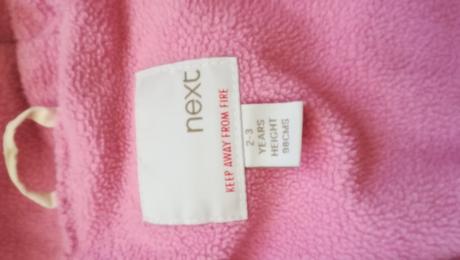 next
KEEP AWAY FROM FIRE
2-3
YEARS
HEIGHT
98CMS